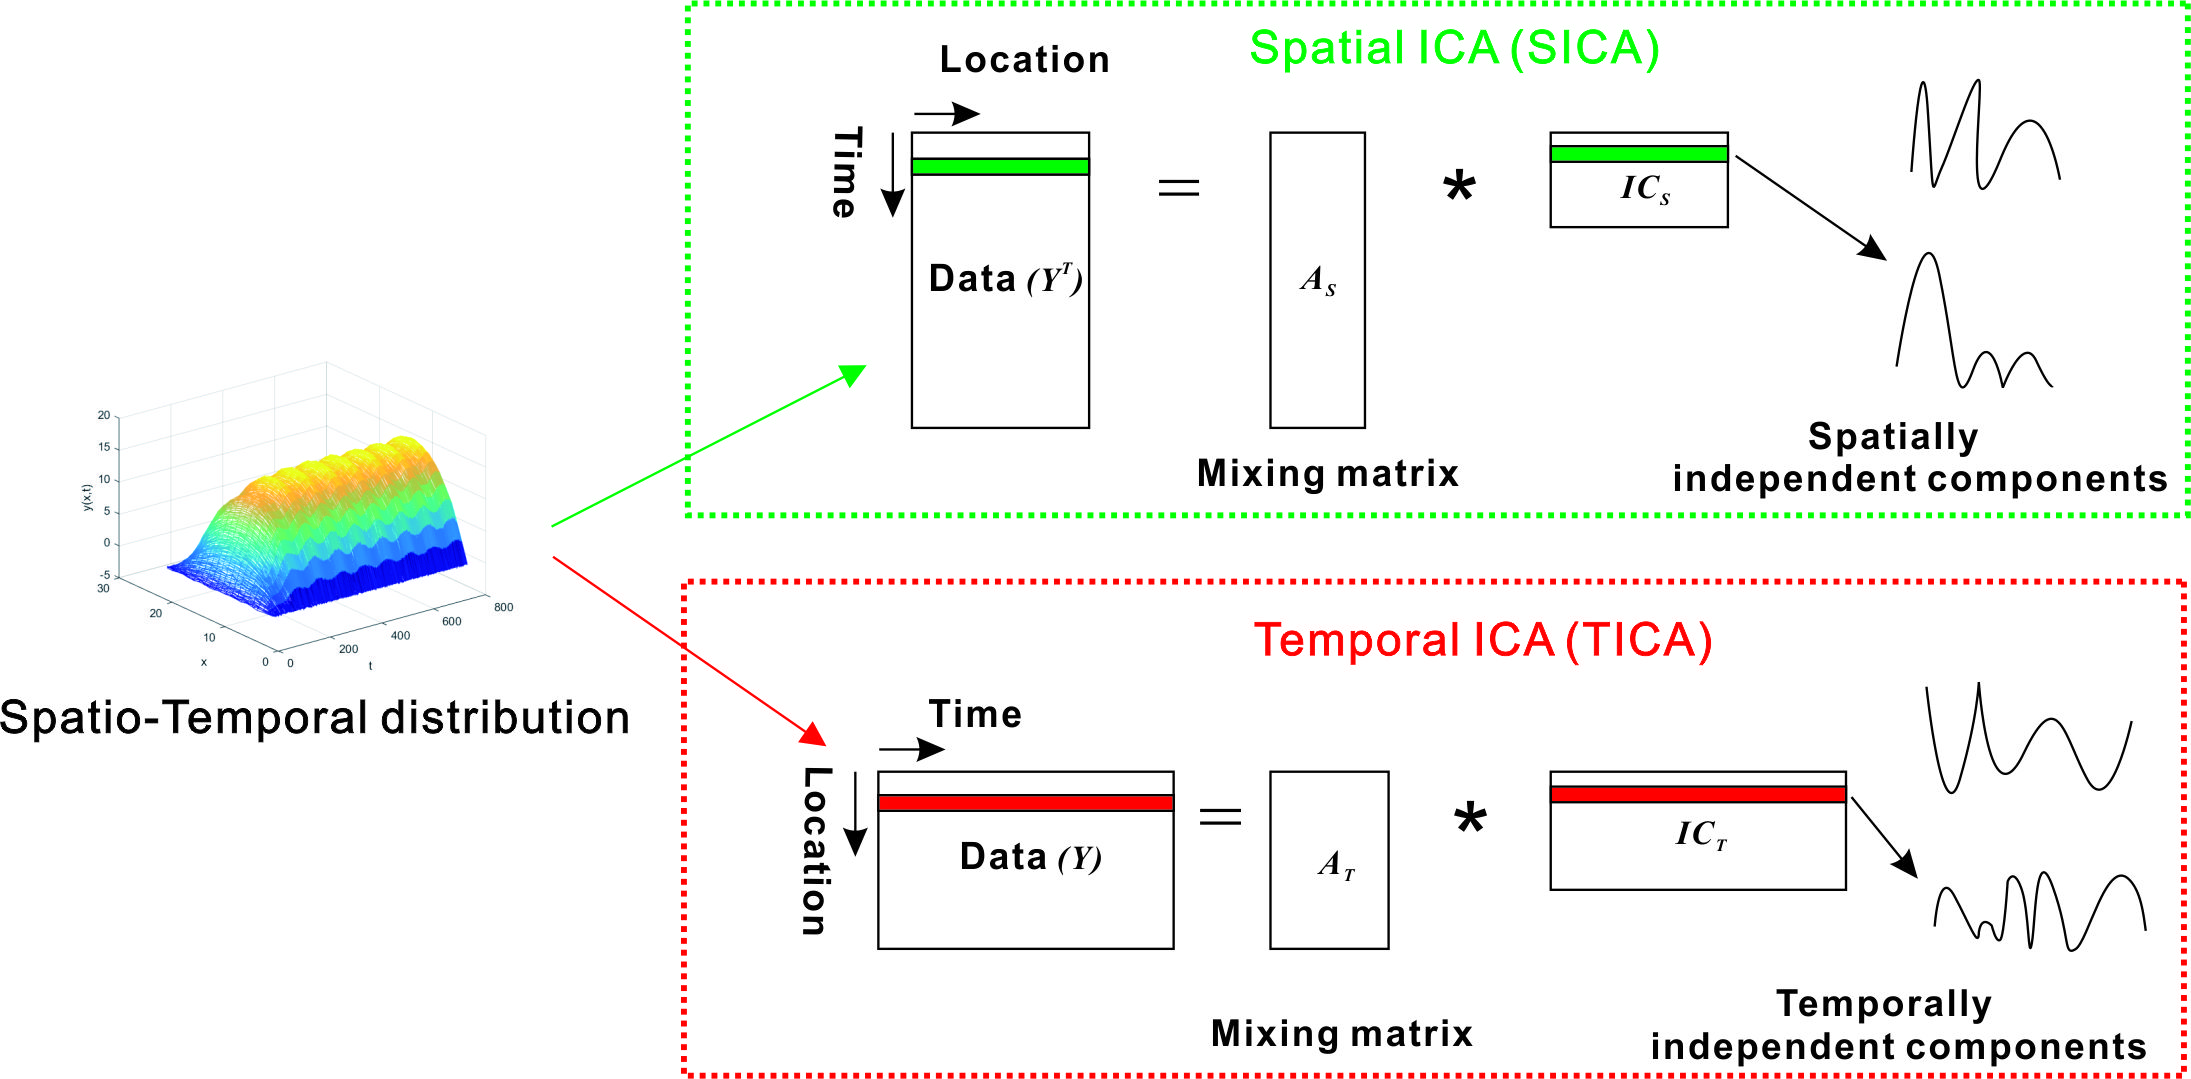 Spatial ICA (SICA)
Location
Time
Data (Y^T)
=
A_S
*
IC_S
Mixing matrix
Spatially
independent components
20
15
10
5
0
-5
y(x,t)
30
20
10
0
x
0
200
400
600
800
t
Spatio-Temporal distribution
Temporal ICA (TICA)
Time
Location
Data (Y)
=
A_T
*
IC_T
Mixing matrix
Temporally
independent components